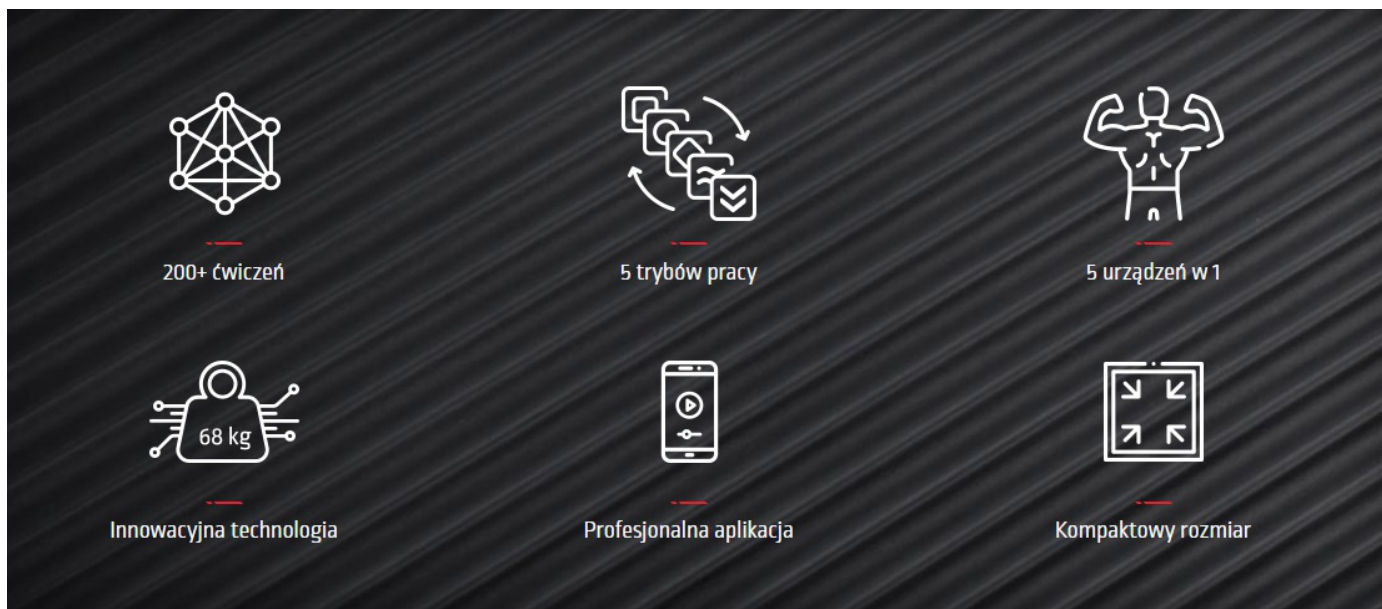 200+ ćwiczeń
5 trybów pracy
5 urządzeń w 1
68 kg
Innowacyjna technologia
Profesjonalna aplikacja
Kompaktowy rozmiar